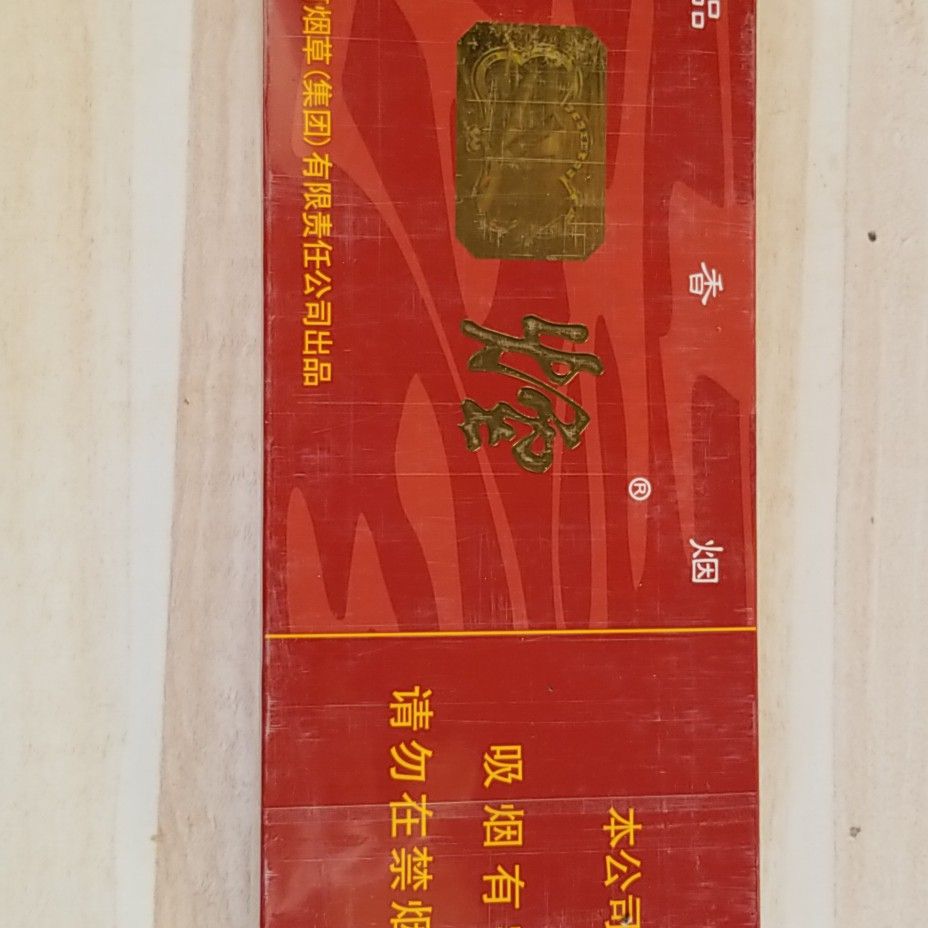 品 香 烟
®
烟草(集团)有限责任公司出品
本公司
吸烟有
请勿在禁烟